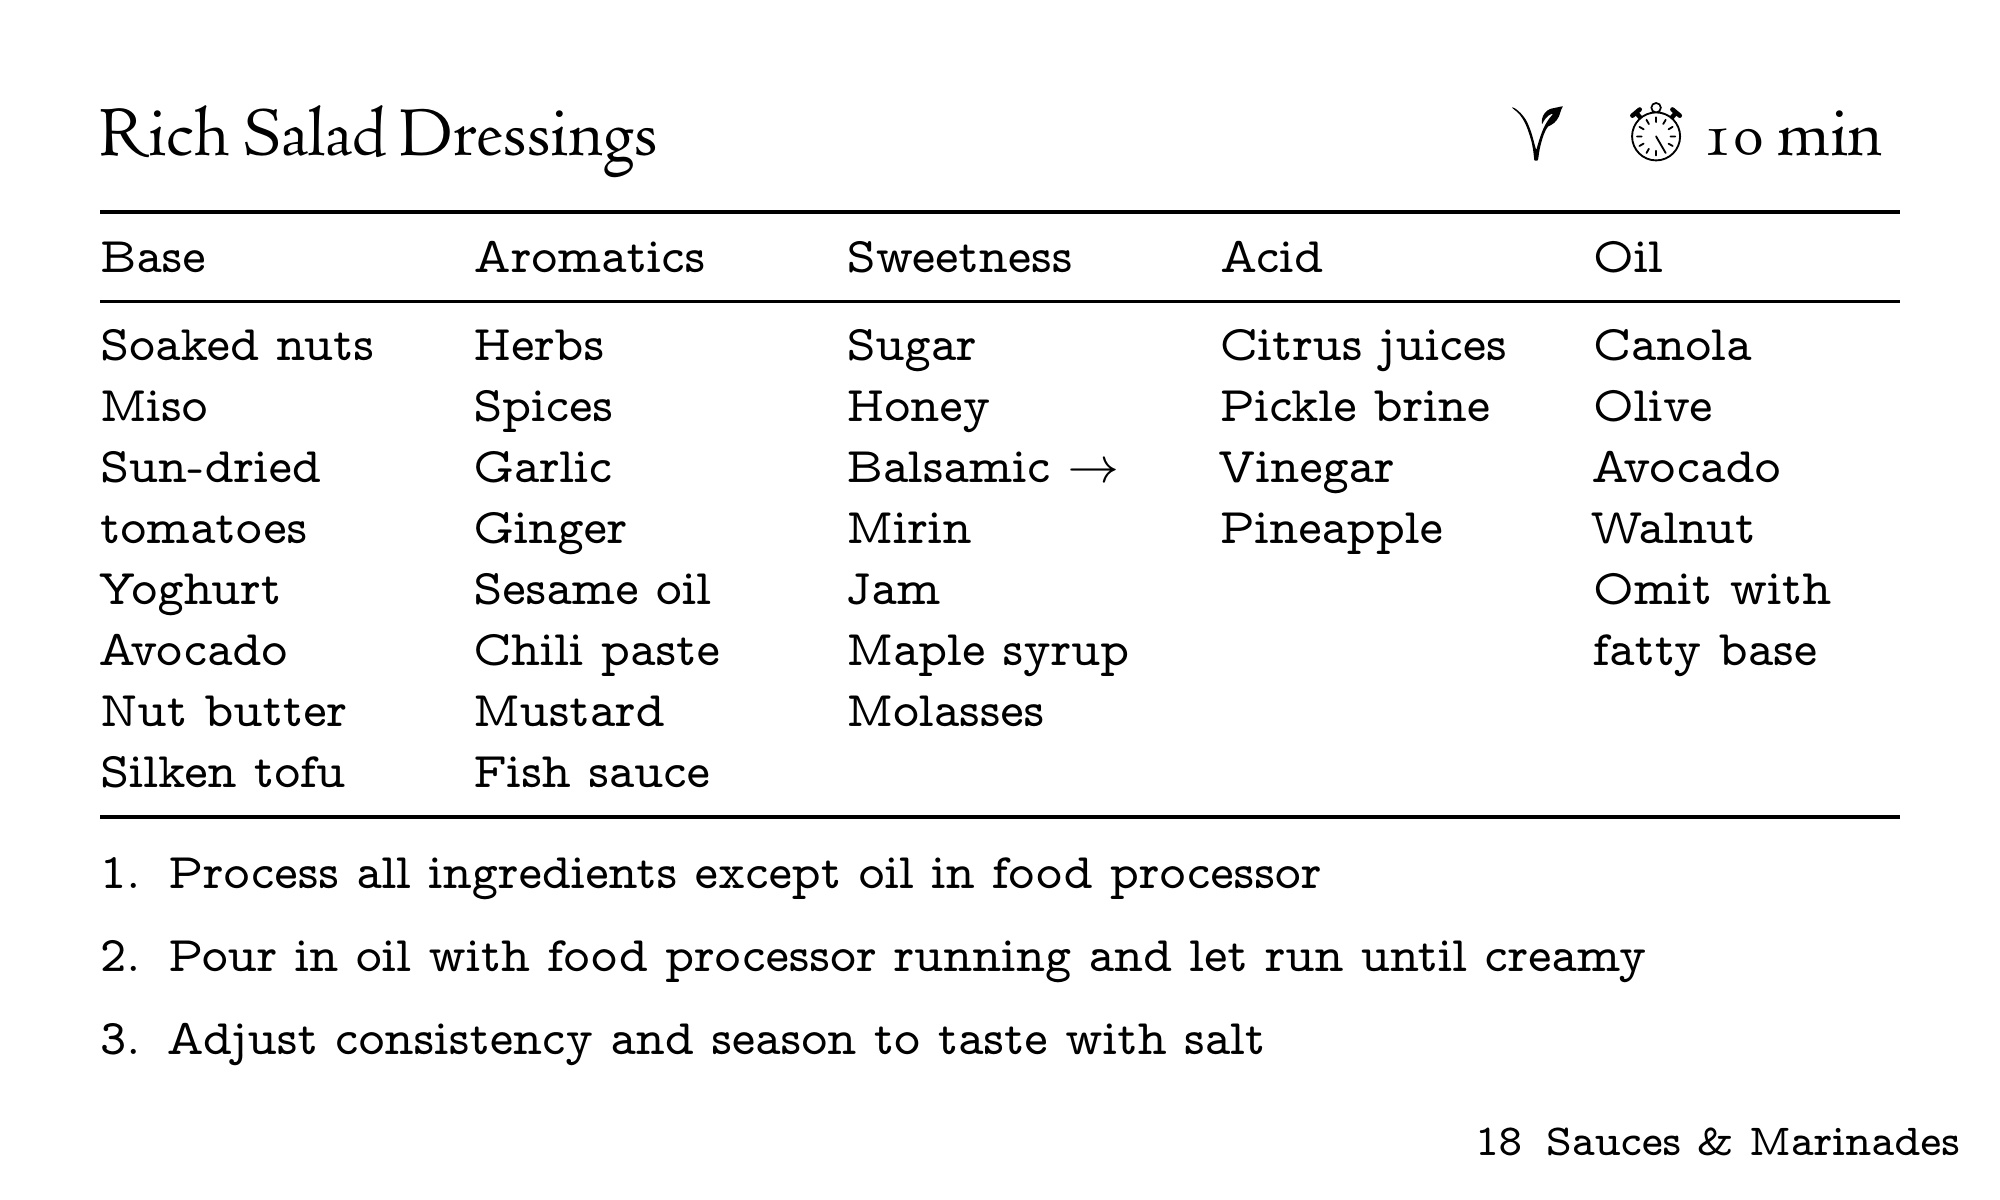 Rich Salad Dressings 10 min
Base Aromatics Sweetness Acid Oil
Soaked nuts Herbs Sugar Citrus juices Canola
Miso Spices Honey Pickle brine Olive
Sun-dried Garlic Balsamic → Vinegar Avocado
tomatoes Ginger Mirin Pineapple Walnut
Yoghurt Sesame oil Jam Omit with
Avocado Chili paste Maple syrup fatty base
Nut butter Mustard Molasses
Silken tofu Fish sauce
1. Process all ingredients except oil in food processor
2. Pour in oil with food processor running and let run until creamy
3. Adjust consistency and season to taste with salt
18 Sauces & Marinades